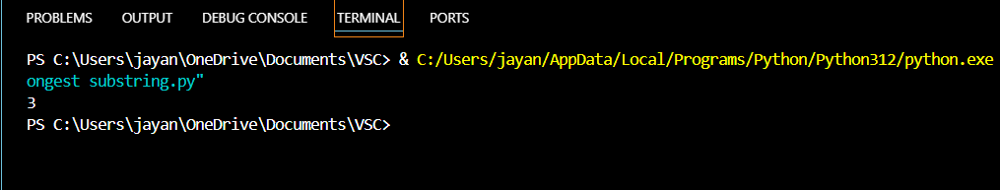 PROBLEMS OUTPUT DEBUG CONSOLE TERMINAL PORTS
PS C:\Users\jayan\OneDrive\Documents\VSC> & C:/Users/jayan/AppData/Local/Programs/Python/Python312/python.exe
ongest substring.py"
3
PS C:\Users\jayan\OneDrive\Documents\VSC>